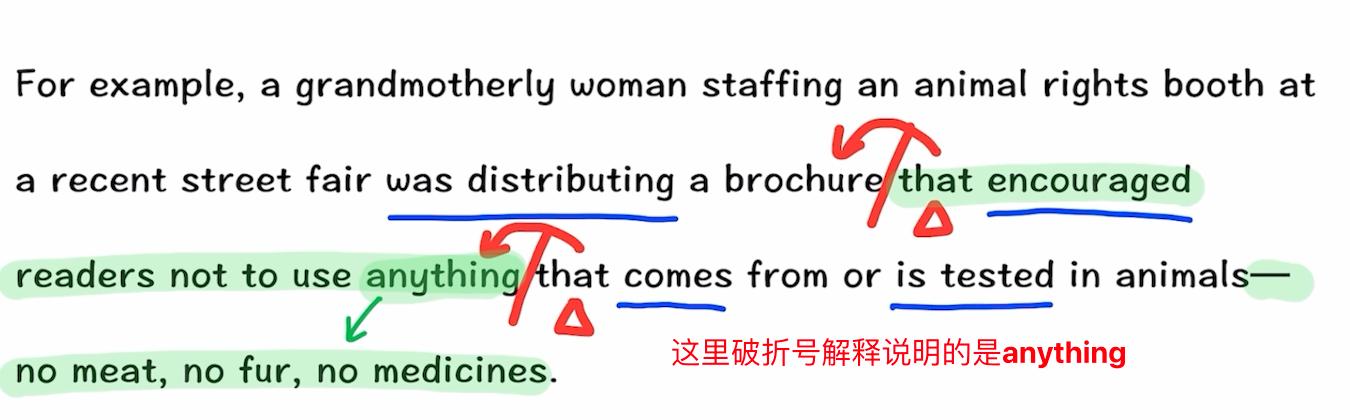 For example, a grandmotherly woman staffing an animal rights booth at
a recent street fair was distributing a brochure that encouraged
readers not to use anything that comes from or is tested in animals—
no meat, no fur, no medicines.
这里破折号解释说明的是anything